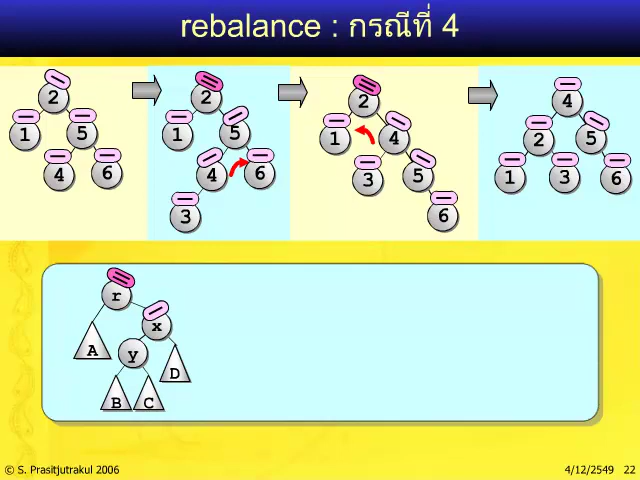 rebalance : กรณีที่ 4
2
1 5
4 6
2
1 5
4 6
3
2
1 4
3 5
6
4
2 5
1 3 6
r
x
A y D
B C
© S. Prasitjutrakul 2006 4/12/2549 22